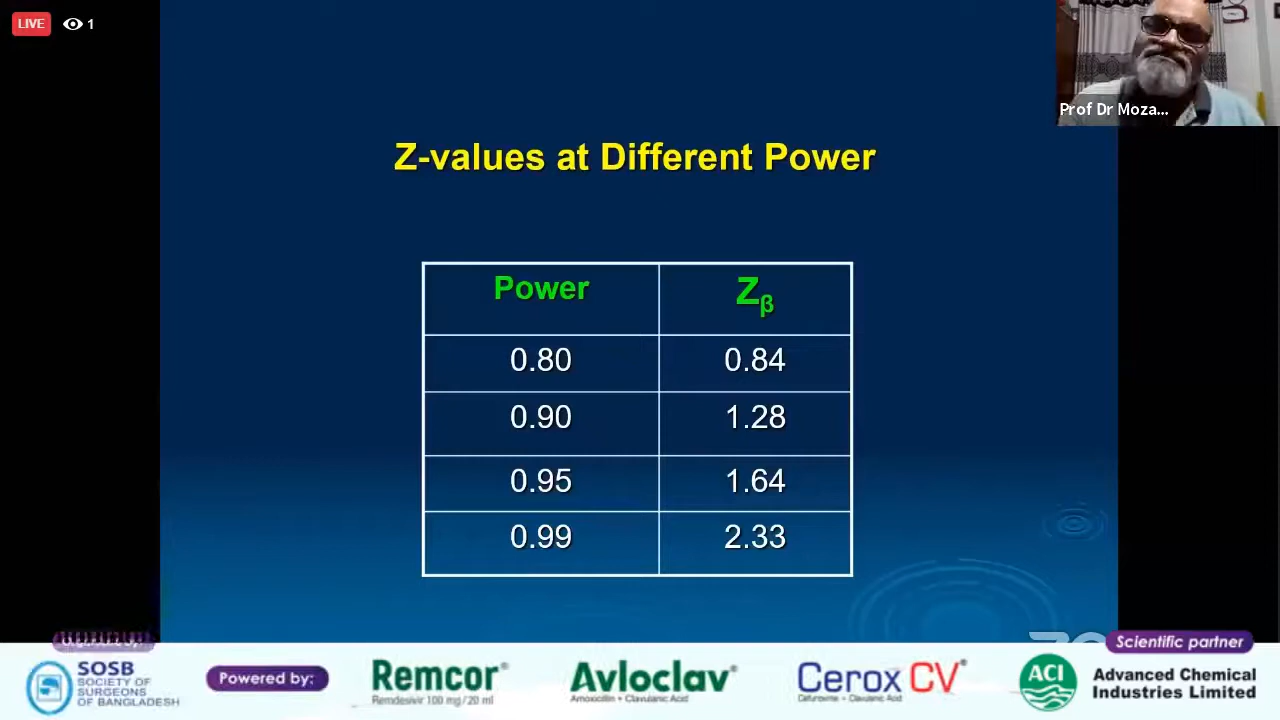 LIVE 1
Prof Dr Moza...
Z-values at Different Power
Power Zβ
0.80 0.84
0.90 1.28
0.95 1.64
0.99 2.33
Scientific partner
SOSB
SOCIETY OF
SURGEONS
OF BANGLADESH
Powered by:
Remcor®
Remdesivir 100 mg/20 ml
Avloclav®
Amoxicillin + Clavulanic Acid
Cerox CV®
Cefuroxime + Clavulanic Acid
ACI
Advanced Chemical
Industries Limited